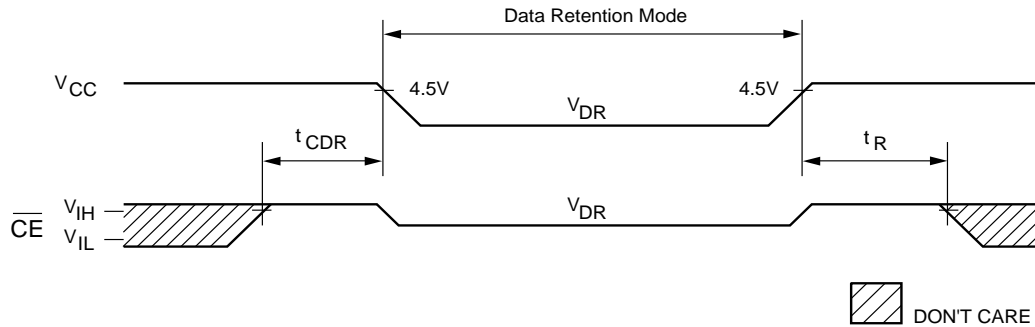 Data Retention Mode
VCC
4.5V
4.5V
VDR
tCDR
tR
VIH
VDR
CE
VIL
DON'T CARE